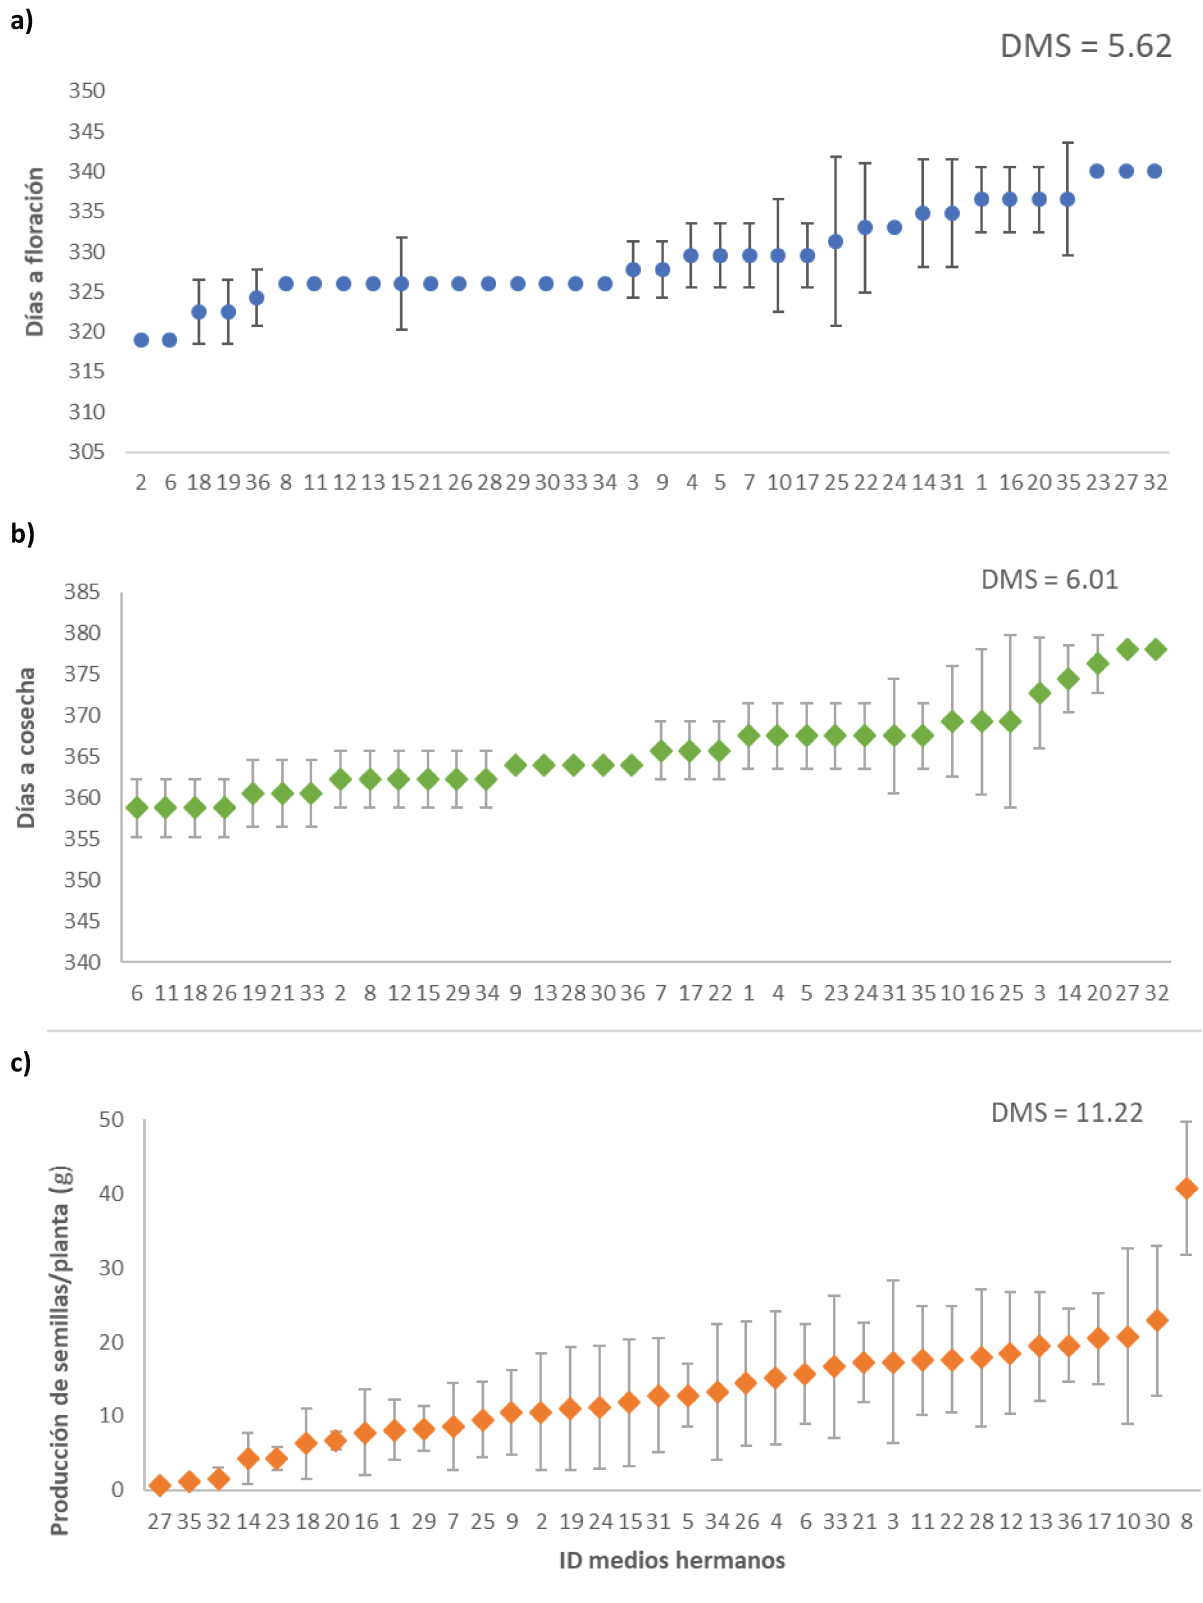 a)
DMS = 5.62
350
345
340
335
330
325
320
315
310
305
Días a floración
2 6 18 19 36 8 11 12 13 15 21 26 28 29 30 33 34 3 9 4 5 7 10 17 25 22 24 14 31 1 16 20 35 23 27 32
b)
DMS = 6.01
385
380
375
370
365
360
355
350
345
340
Días a cosecha
6 11 18 26 19 21 33 2 8 12 15 29 34 9 13 28 30 36 7 17 22 1 4 5 23 24 31 35 10 16 25 3 14 20 27 32
c)
DMS = 11.22
50
40
30
20
10
0
Producción de semillas/planta (g)
27 35 32 14 23 18 20 16 1 29 7 25 9 2 19 24 15 31 5 34 26 4 6 33 21 3 11 22 28 12 13 36 17 10 30 8
ID medios hermanos